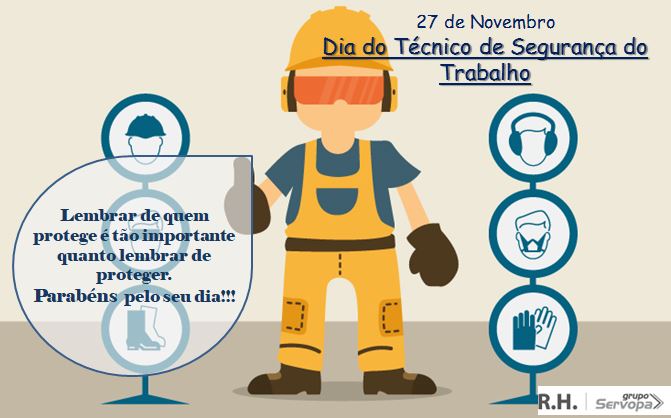 27 de Novembro
Dia do Técnico de Segurança do
Trabalho
Lembrar de quem
protege é tão importante
quanto lembrar de
proteger.
Parabéns pelo seu dia!!!
R.H. grupo
Servopa